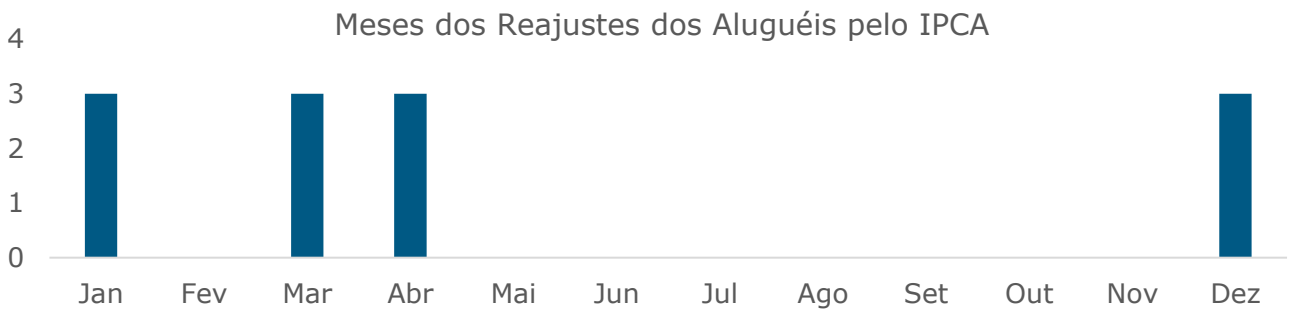 Meses dos Reajustes dos Aluguéis pelo IPCA
4
3
2
1
0
Jan Fev Mar Abr Mai Jun Jul Ago Set Out Nov Dez